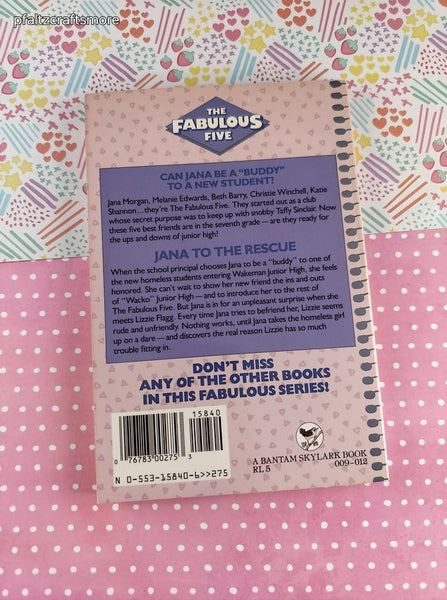 pfaltzcraftsmore
THE
FABULOUS
FIVE
CAN JANA BE A "BUDDY"
TO A NEW STUDENT?
Jana Morgan, Melanie Edwards, Beth Barry, Christie Winchell, Katie
Shannon...they're The Fabulous Five. They started out as a club
whose secret purpose was to keep up with snobby Taffy Sinclair. Now
these five best friends are in the seventh grade—are they ready for
the ups and downs of junior high?
JANA TO THE RESCUE
When the school principal chooses Jana to be a "buddy" to one of
the new homeless students entering Wakeman Junior High, she feels
honored. She can't wait to show her new friend the ins and outs
of "Wacko" Junior High—and to introduce her to the rest of
The Fabulous Five. But Jana is in for an unpleasant surprise when she
meets Lizzie Flagg. Every time Jana tries to befriend her, Lizzie seems
rude and unfriendly. Nothing works, until Jana takes the homeless girl
up on a dare—and discovers the real reason Lizzie has so much
trouble fitting in.
DON'T MISS
ANY OF THE OTHER BOOKS
IN THIS FABULOUS SERIES!
15840
0 76783 00275 3
N 0-553-15840-6>>275
A BANTAM SKYLARK BOOK
RL 5 009-012